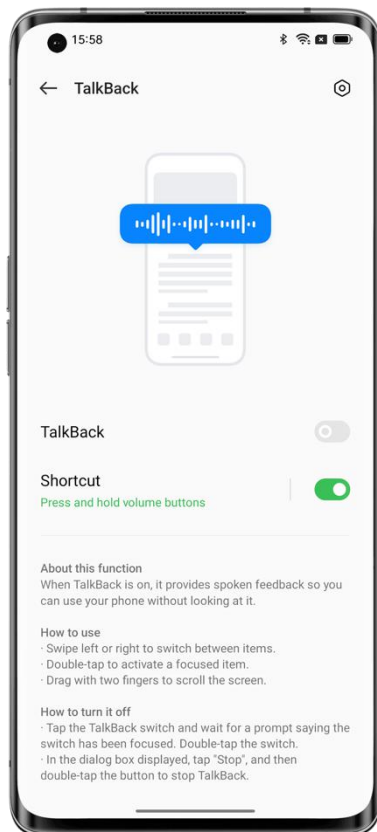 15:58
TalkBack
TalkBack
Shortcut
Press and hold volume buttons
About this function
When TalkBack is on, it provides spoken feedback so you
can use your phone without looking at it.
How to use
· Swipe left or right to switch between items.
· Double-tap to activate a focused item.
· Drag with two fingers to scroll the screen.
How to turn it off
· Tap the TalkBack switch and wait for a prompt saying the
switch has been focused. Double-tap the switch.
· In the dialog box displayed, tap "Stop", and then
double-tap the button to stop TalkBack.